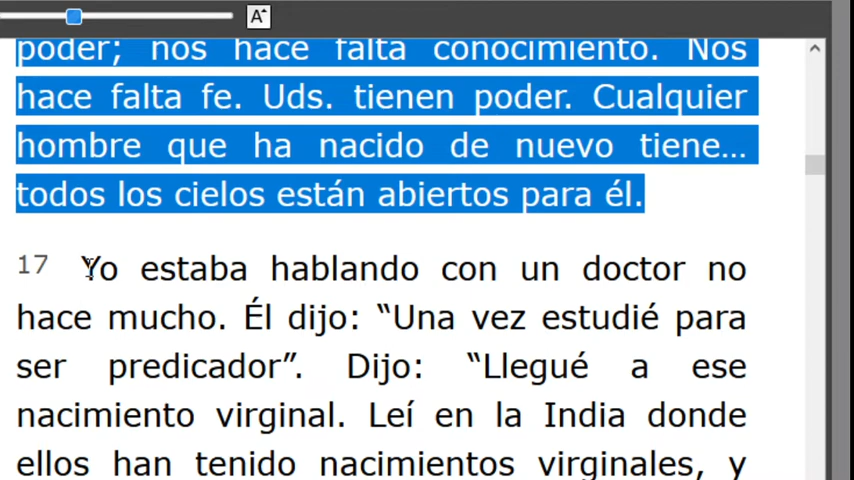 A
poder; nos hace falta conocimiento. Nos
hace falta fe. Uds. tienen poder. Cualquier
hombre que ha nacido de nuevo tiene...
todos los cielos están abiertos para él.
17 Yo estaba hablando con un doctor no
hace mucho. Él dijo: “Una vez estudié para
ser predicador”. Dijo: “Llegué a ese
nacimiento virginal. Leí en la India donde
ellos han tenido nacimientos virginales, y